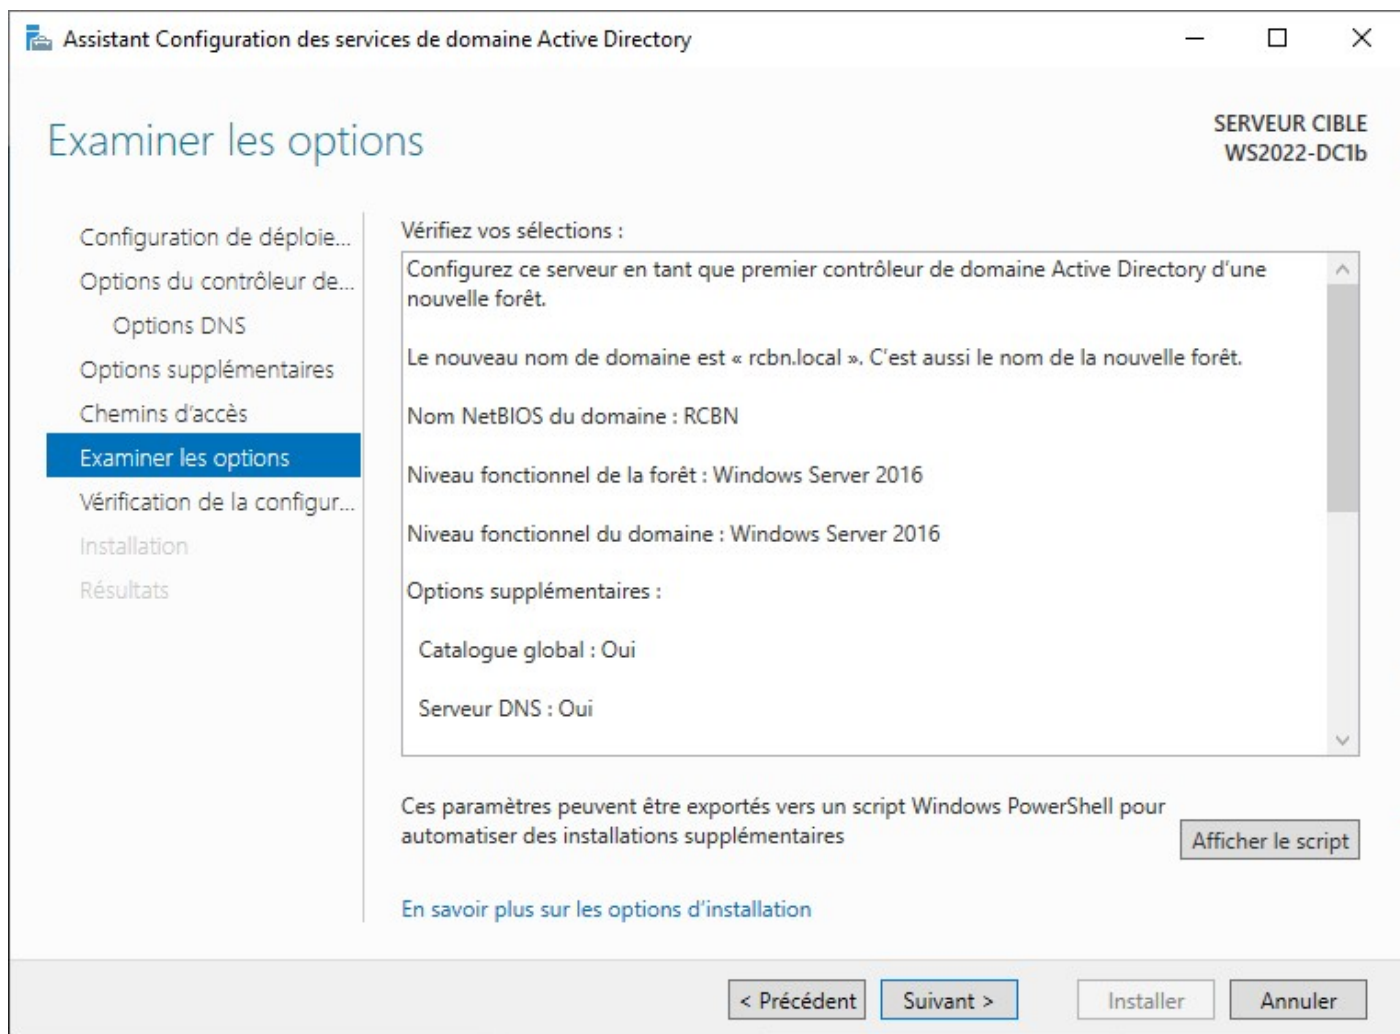 Assistant Configuration des services de domaine Active Directory
Examiner les options
SERVEUR CIBLE
WS2022-DC1b
Configuration de déploie...
Options du contrôleur de...
Options DNS
Options supplémentaires
Chemins d’accès
Examiner les options
Vérification de la configur...
Installation
Résultats
Vérifiez vos sélections :
Configurez ce serveur en tant que premier contrôleur de domaine Active Directory d’une
nouvelle forêt.
Le nouveau nom de domaine est « rcbn.local ». C’est aussi le nom de la nouvelle forêt.
Nom NetBIOS du domaine : RCBN
Niveau fonctionnel de la forêt : Windows Server 2016
Niveau fonctionnel du domaine : Windows Server 2016
Options supplémentaires :
Catalogue global : Oui
Serveur DNS : Oui
Ces paramètres peuvent être exportés vers un script Windows PowerShell pour
automatiser des installations supplémentaires
Afficher le script
En savoir plus sur les options d’installation
< Précédent
Suivant >
Installer
Annuler